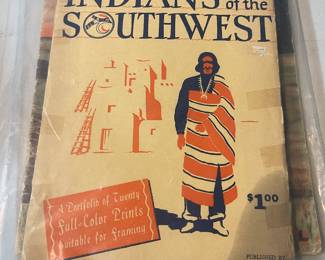 INDIANS of the
SOUTHWEST
$1.00
A Portfolio of Twenty
Full-Color Prints
Suitable for Framing
PUBLISHED BY